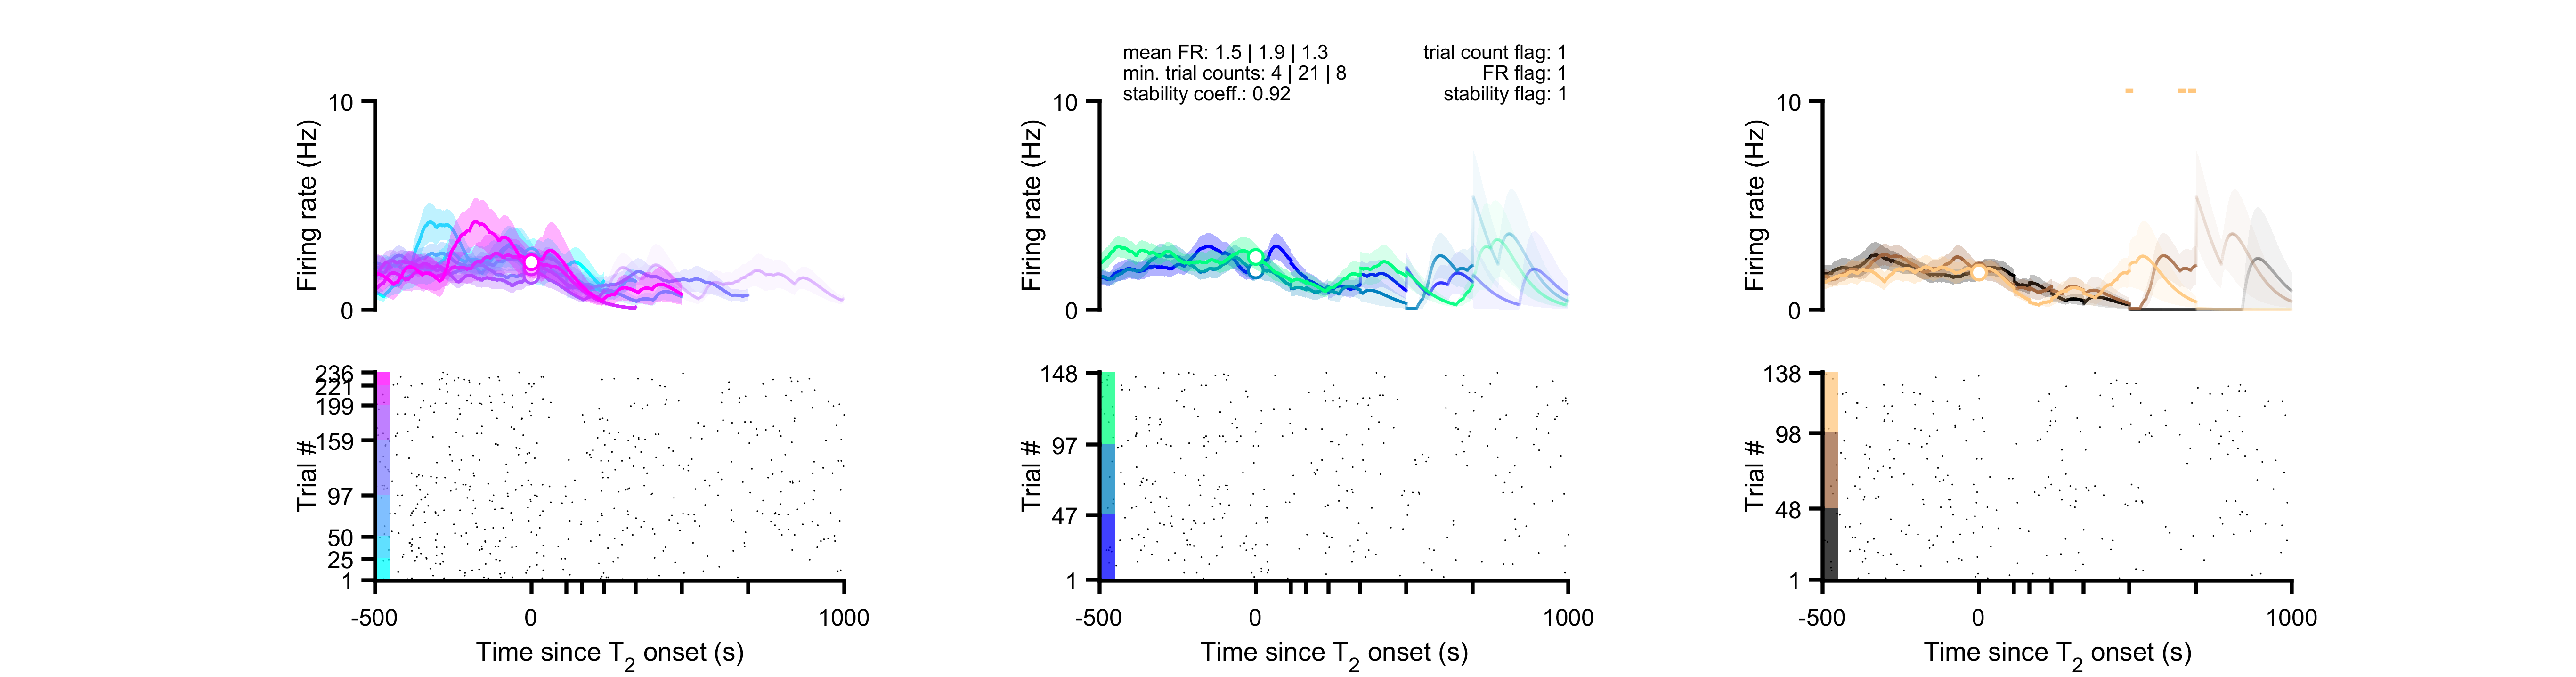 mean FR: 1.5 | 1.9 | 1.3
min. trial counts: 4 | 21 | 8
stability coeff.: 0.92
trial count flag: 1
FR flag: 1
stability flag: 1
10
Firing rate (Hz)
0
10
Firing rate (Hz)
0
10
Firing rate (Hz)
0
236
221
199
159
97
50
25
1
Trial #
-500
0
1000
Time since T2 onset (s)
148
97
47
1
Trial #
-500
0
1000
Time since T2 onset (s)
138
98
48
1
Trial #
-500
0
1000
Time since T2 onset (s)